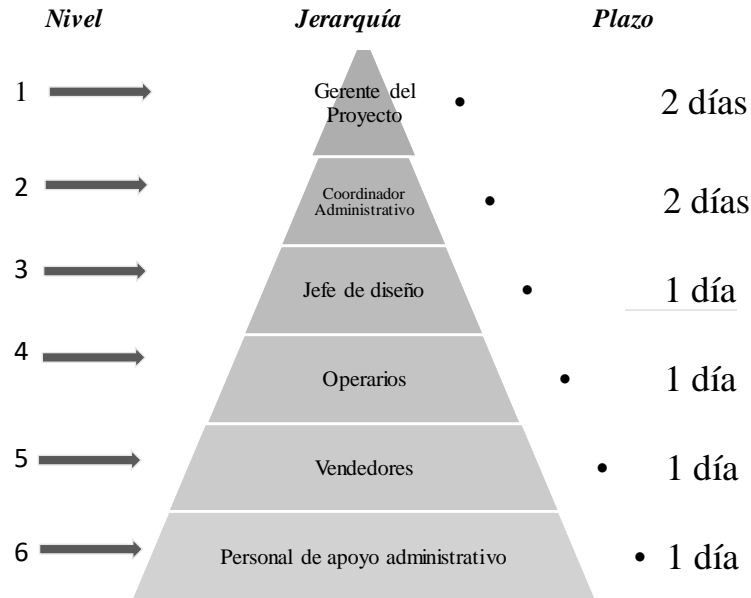 Nivel Jerarquía Plazo
1 Gerente del • 2 días
Proyecto
2 Coordinador • 2 días
Administrativo
3 Jefe de diseño • 1 día
4 Operarios • 1 día
5 Vendedores • 1 día
6 Personal de apoyo administrativo • 1 día